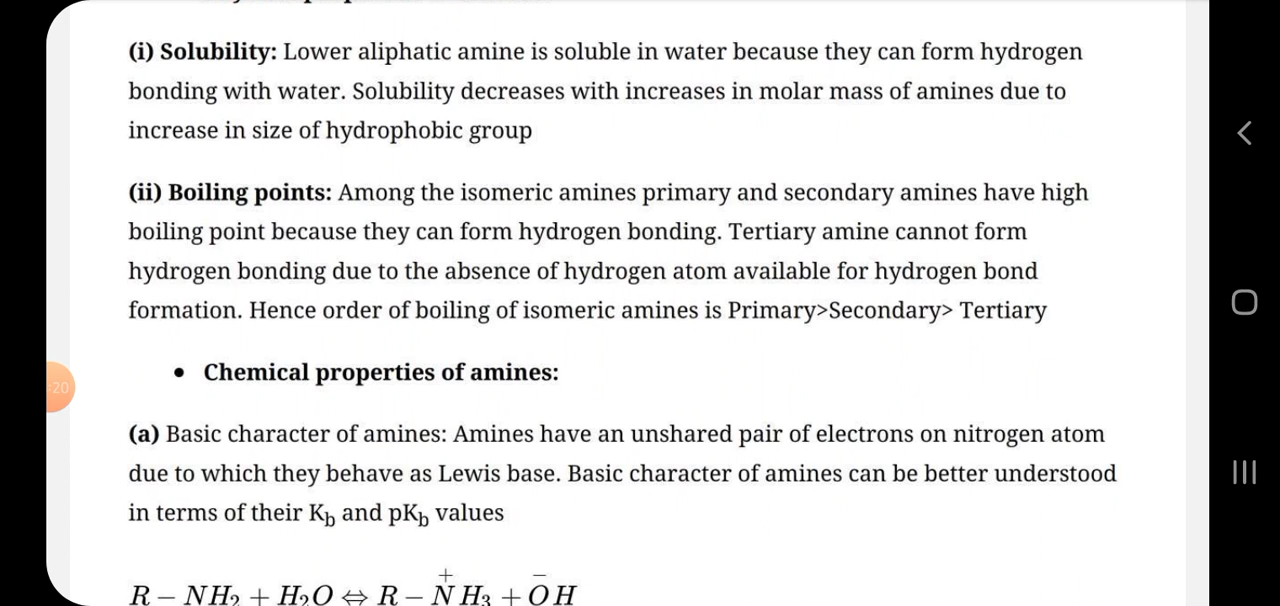 (i) Solubility: Lower aliphatic amine is soluble in water because they can form hydrogen
bonding with water. Solubility decreases with increases in molar mass of amines due to
increase in size of hydrophobic group
(ii) Boiling points: Among the isomeric amines primary and secondary amines have high
boiling point because they can form hydrogen bonding. Tertiary amine cannot form
hydrogen bonding due to the absence of hydrogen atom available for hydrogen bond
formation. Hence order of boiling of isomeric amines is Primary>Secondary> Tertiary
:20
• Chemical properties of amines:
(a) Basic character of amines: Amines have an unshared pair of electrons on nitrogen atom
due to which they behave as Lewis base. Basic character of amines can be better understood
in terms of their K_b and pK_b values
R − NH₂ + H₂O ⇔ R − N⁺H₃ + O⁻H